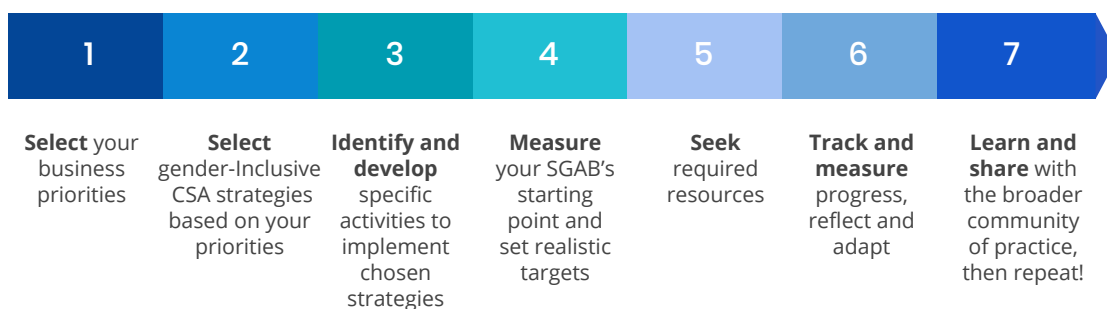 1
2
3
4
5
6
7
Select your
business
priorities
Select
gender-Inclusive
CSA strategies
based on your
priorities
Identify and
develop
specific
activities to
implement
chosen
strategies
Measure
your SGAB's
starting
point and
set realistic
targets
Seek
required
resources
Track and
measure
progress,
reflect and
adapt
Learn and
share with
the broader
community
of practice,
then repeat!